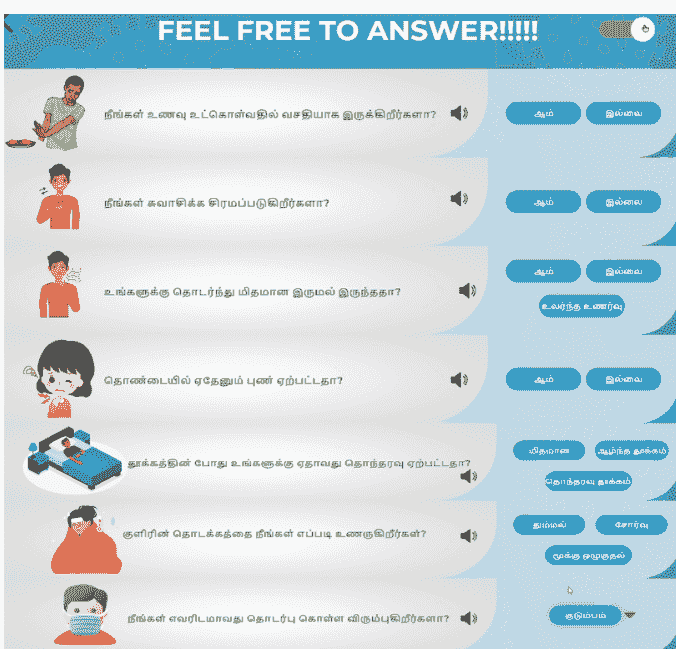 FEEL FREE TO ANSWER!!!!!
நீங்கள் உணவு உட்கொள்வதில் வசதியாக இருக்கிறீர்களா?
ஆம் இல்லை
நீங்கள் சுவாசிக்க சிரமப்படுகிறீர்களா?
ஆம் இல்லை
உங்களுக்கு தொடர்ந்து மிதமான இருமல் இருந்ததா?
ஆம் இல்லை
உலர்ந்த உணர்வு
தொண்டையில் ஏதேனும் புண் ஏற்பட்டதா?
ஆம் இல்லை
தூக்கத்தின் போது உங்களுக்கு ஏதாவது தொந்தரவு ஏற்பட்டதா?
மிதமான ஆழ்ந்த தூக்கம்
தொந்தரவு தூக்கம்
குளிரின் தொடக்கத்தை நீங்கள் எப்படி உணருகிறீர்கள்?
தும்மல் சோர்வு
மூக்கு ஒழுகுதல்
நீங்கள் எவரிடமாவது தொடர்பு கொள்ள விரும்புகிறீர்களா?
குடும்பம்